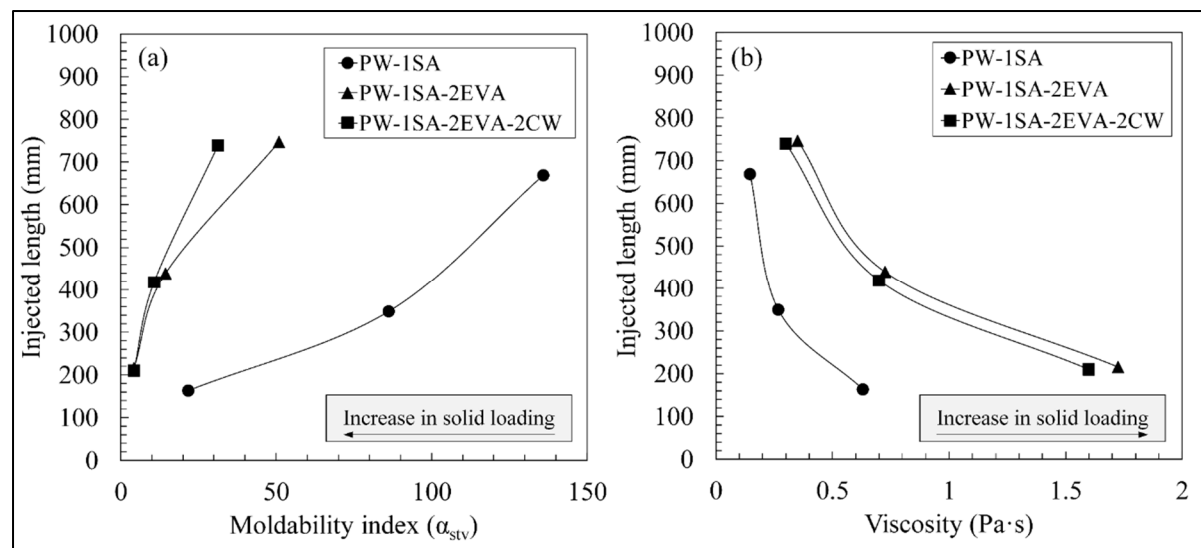 (a)
PW-1SA
PW-1SA-2EVA
PW-1SA-2EVA-2CW
1000
900
800
700
600
500
400
300
200
100
0
Injected length (mm)
Increase in solid loading
0 50 100 150
Moldability index (αstv)
(b)
PW-1SA
PW-1SA-2EVA
PW-1SA-2EVA-2CW
1000
900
800
700
600
500
400
300
200
100
0
Injected length (mm)
Increase in solid loading
0 0.5 1 1.5 2
Viscosity (Pa·s)